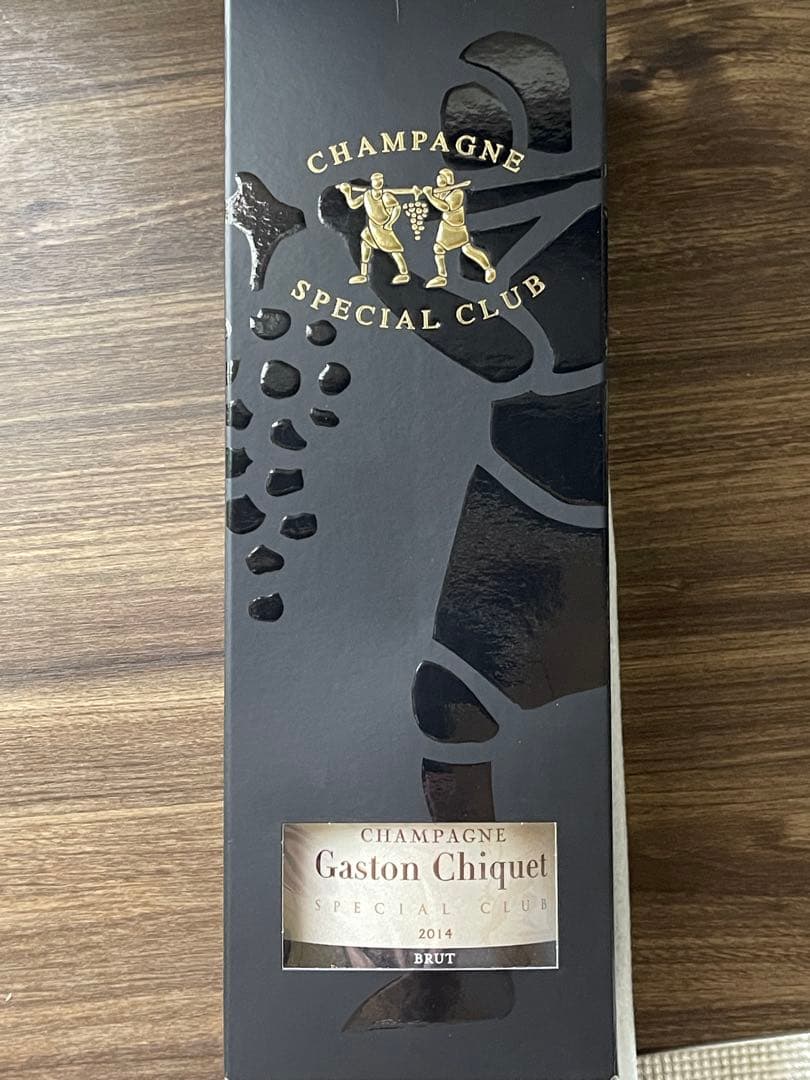 CHAMPAGNE
SPECIAL CLUB
CHAMPAGNE
Gaston Chiquet
SPECIAL CLUB
2014
BRUT